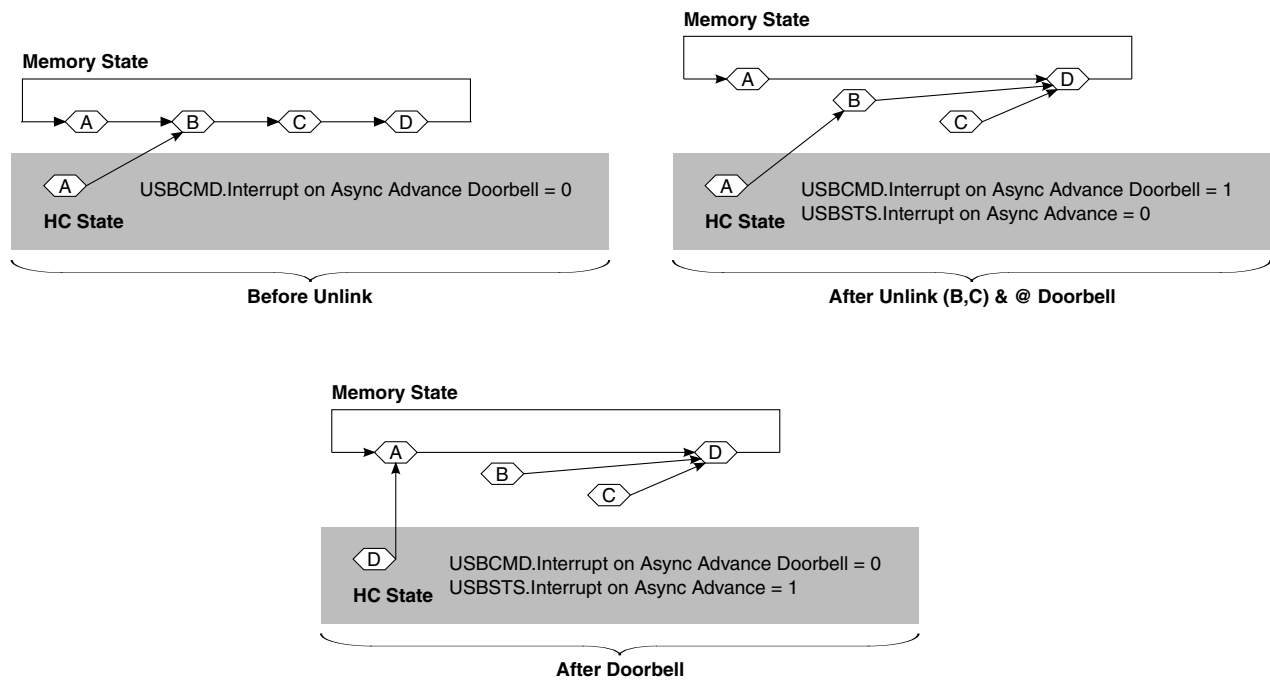 Memory State
A B C D
A
USBCMD.Interrupt on Async Advance Doorbell = 0
HC State
Before Unlink
Memory State
A D
B
C
A
USBCMD.Interrupt on Async Advance Doorbell = 1
HC State
USBSTS.Interrupt on Async Advance = 0
After Unlink (B,C) & @ Doorbell
Memory State
A D
B
C
D
USBCMD.Interrupt on Async Advance Doorbell = 0
HC State
USBSTS.Interrupt on Async Advance = 1
After Doorbell